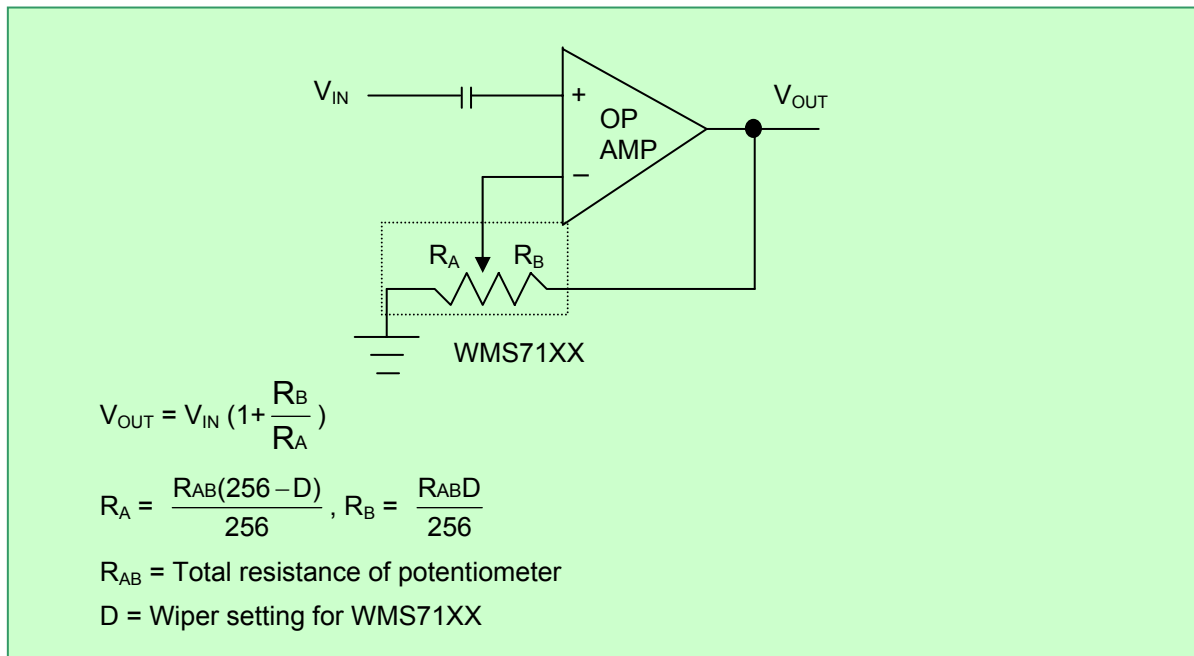 V_IN
+
OP
AMP
−
V_OUT
R_A R_B
WMS71XX
V_OUT = V_IN (1+ R_B/R_A )
R_A = R_AB(256 − D)/256 , R_B = R_ABD/256
R_AB = Total resistance of potentiometer
D = Wiper setting for WMS71XX